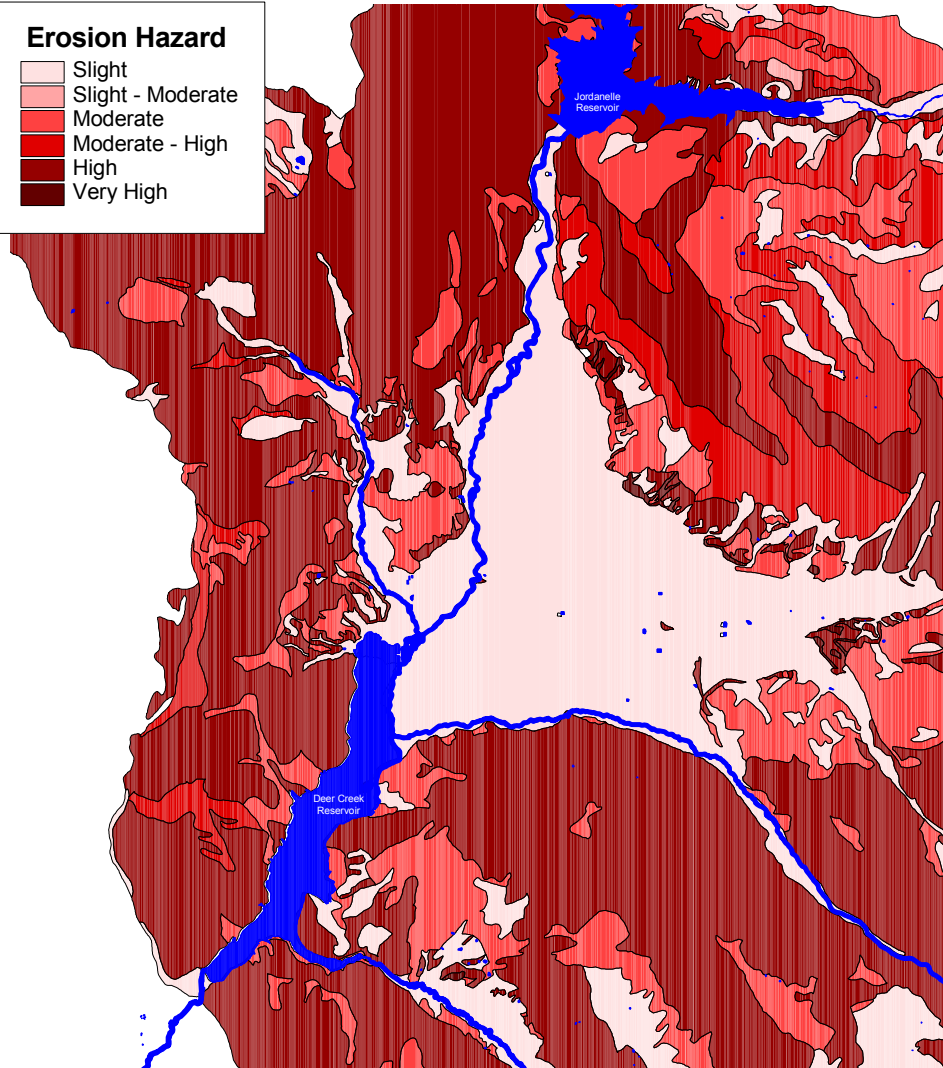 Erosion Hazard
Slight
Slight - Moderate
Moderate
Moderate - High
High
Very High
Jordanelle
Reservoir
Deer Creek
Reservoir